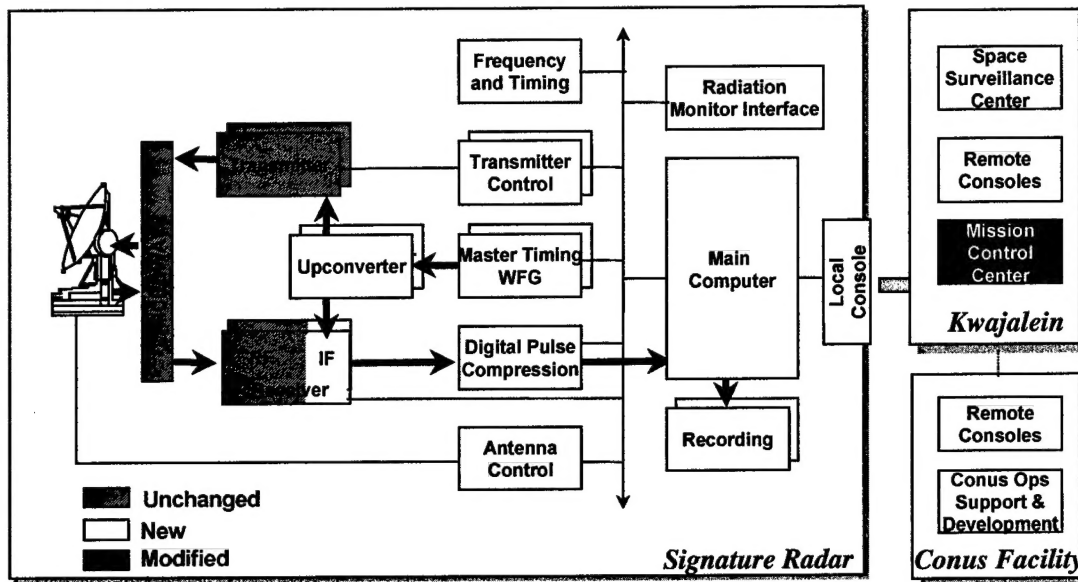 Frequency
and Timing
Radiation
Monitor Interface
Transmitter
Control
Upconverter
Master Timing
WFG
Main
Computer
Local
Console
IF
Digital Pulse
Compression
Antenna
Control
Recording
Unchanged
New
Modified
Signature Radar
Space
Surveillance
Center
Remote
Consoles
Mission
Control
Center
Kwajalein
Remote
Consoles
Conus Ops
Support &
Development
Conus Facility